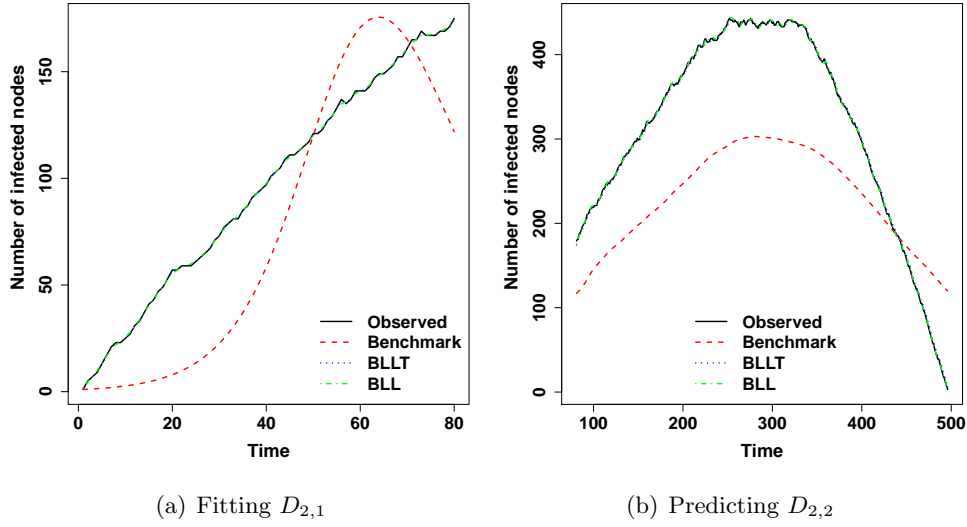 Number of infected nodes
150
100
50
0
Observed
Benchmark
BLLT
BLL
0 20 40 60 80
Time
(a) Fitting D2,1
Number of infected nodes
400
300
200
100
0
Observed
Benchmark
BLLT
BLL
100 200 300 400 500
Time
(b) Predicting D2,2